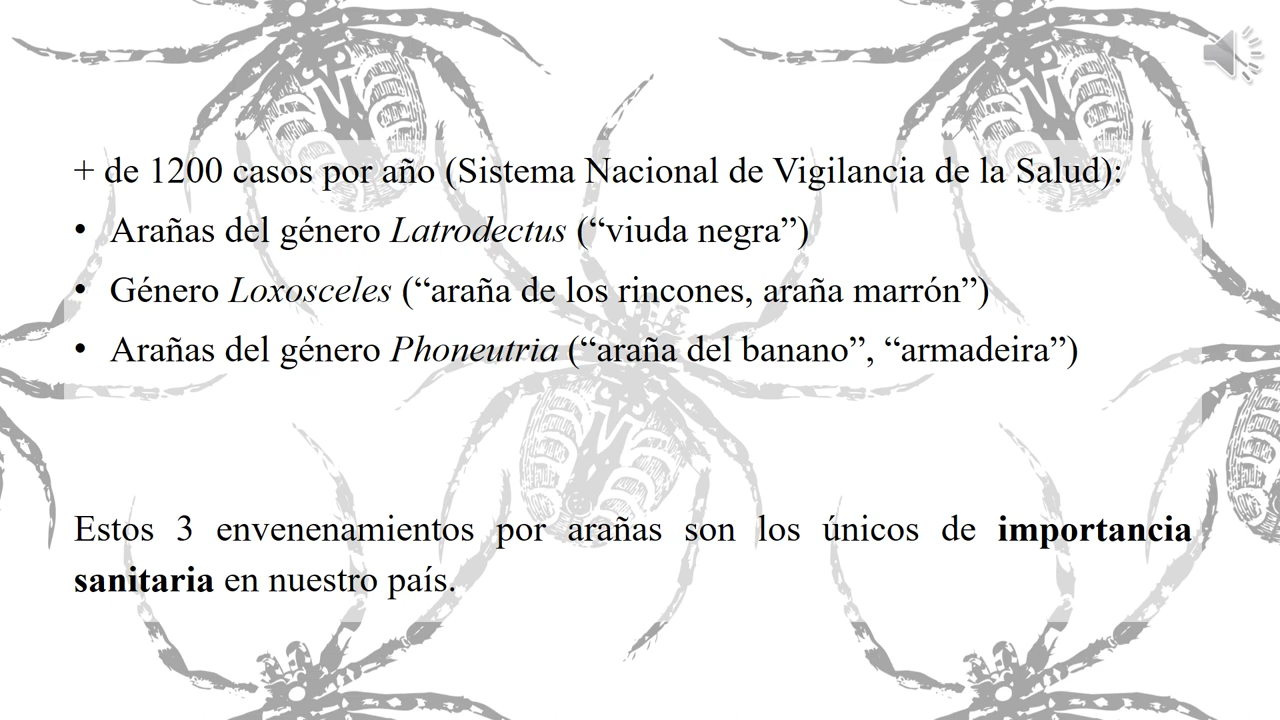 + de 1200 casos por año (Sistema Nacional de Vigilancia de la Salud):
• Arañas del género Latrodectus (“viuda negra”)
• Género Loxosceles (“araña de los rincones, araña marrón”)
• Arañas del género Phoneutria (“araña del banano”, “armadeira”)
Estos 3 envenenamientos por arañas son los únicos de importancia
sanitaria en nuestro país.